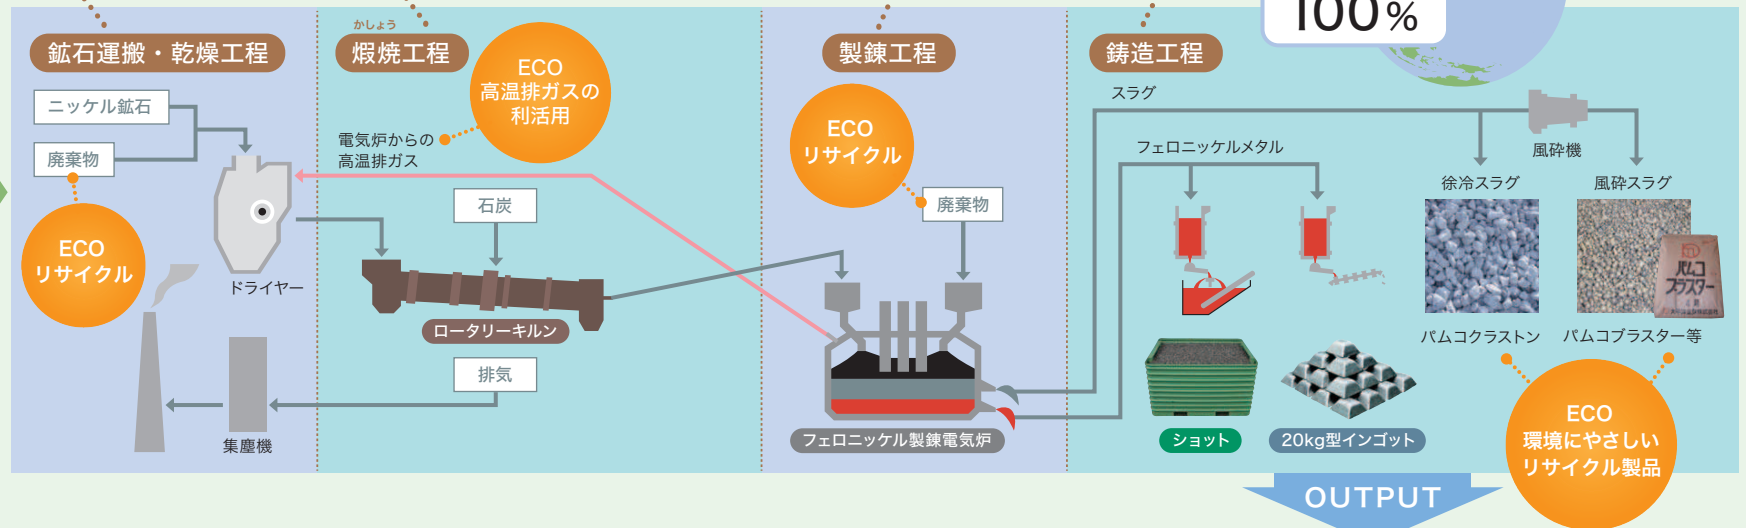 100%
鉱石運搬・乾燥工程
ニッケル鉱石
廃棄物
ECO
リサイクル
ドライヤー
集塵機
かしょう
煆焼工程
ECO
高温排ガスの
利活用
電気炉からの
高温排ガス
石炭
ロータリーキルン
排気
製錬工程
ECO
リサイクル
廃棄物
フェロニッケル製錬電気炉
鋳造工程
スラグ
フェロニッケルメタル
風砕機
徐冷スラグ
風砕スラグ
パムコ
ブラスター
パムコクラストン
パムコブラスター等
ショット
20kg型インゴット
ECO
環境にやさしい
リサイクル製品
OUTPUT